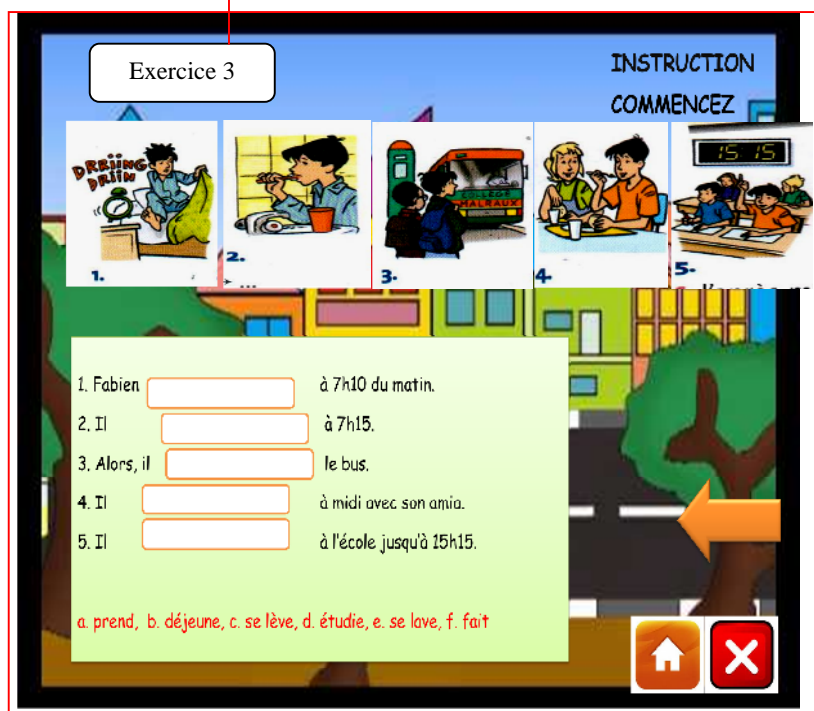 Exercice 3
INSTRUCTION
COMMENCEZ
DRRIING
DRIIN
1.
2.
...
COLLEGE
MALRAUX
3-
4
15 15
5-
1. Fabien à 7h10 du matin.
2. Il à 7h15.
3. Alors, il le bus.
4. Il à midi avec son amia.
5. Il à l'école jusqu'à 15h15.
a. prend, b. déjeune, c. se lève, d. étudie, e. se lave, f. fait